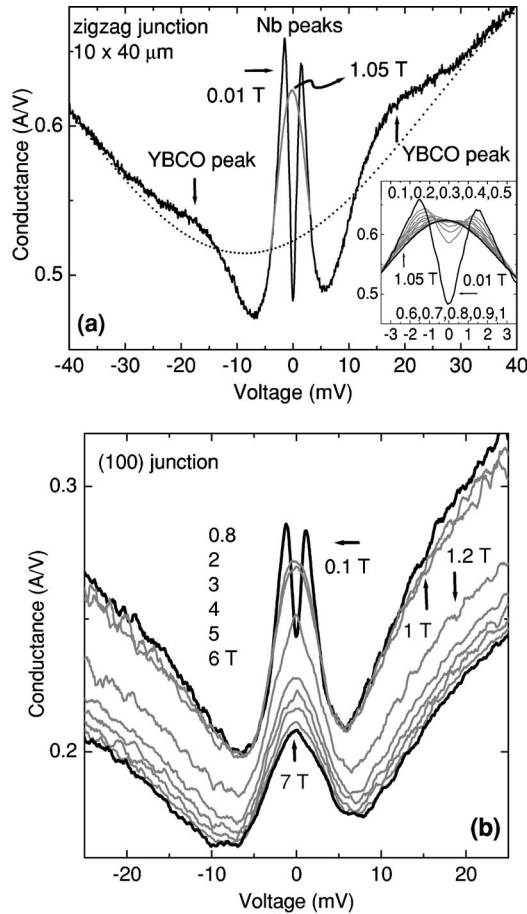 zigzag junction
10 x 40 μm
Nb peaks
0.01 T
1.05 T
YBCO peak
YBCO peak
0.6
0.5
Conductance (A/V)
(a)
0.1,0.2,0.3,0.4,0.5
0.6
0.5
1.05 T
0.01 T
0.6,0.7,0.8,0.9,1
-3 -2 -1 0 1 2 3
-40 -30 -20 -10 0 10 20 30 40
Voltage (mV)
(100) junction
0.3
0.2
Conductance (A/V)
0.8
2
3
4
5
6 T
0.1 T
1.2 T
1 T
7 T
(b)
-20 -10 0 10 20
Voltage (mV)